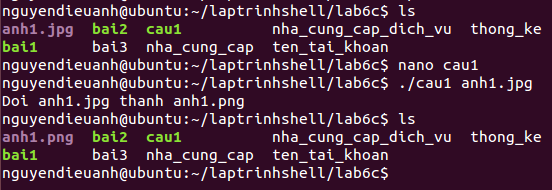 nguyendieuanh@ubuntu:~/laptrinhshell/lab6c$ ls
anh1.jpg bai2 cau1 nha_cung_cap_dich_vu thong_ke
bai1 bai3 nha_cung_cap ten_tai_khoan
nguyendieuanh@ubuntu:~/laptrinhshell/lab6c$ nano cau1
nguyendieuanh@ubuntu:~/laptrinhshell/lab6c$ ./cau1 anh1.jpg
Doi anh1.jpg thanh anh1.png
nguyendieuanh@ubuntu:~/laptrinhshell/lab6c$ ls
anh1.png bai2 cau1 nha_cung_cap_dich_vu thong_ke
bai1 bai3 nha_cung_cap ten_tai_khoan
nguyendieuanh@ubuntu:~/laptrinhshell/lab6c$